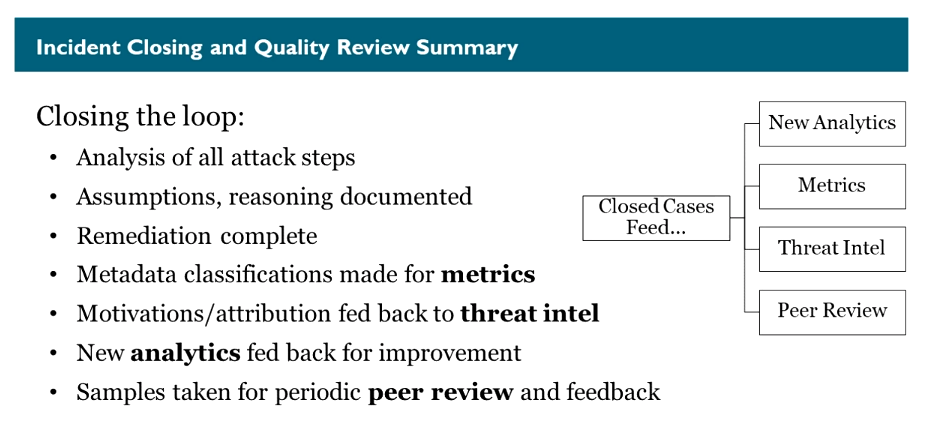 Incident Closing and Quality Review Summary
Closing the loop:
• Analysis of all attack steps
• Assumptions, reasoning documented
• Remediation complete
• Metadata classifications made for metrics
• Motivations/attribution fed back to threat intel
• New analytics fed back for improvement
• Samples taken for periodic peer review and feedback
Closed Cases
Feed...
New Analytics
Metrics
Threat Intel
Peer Review